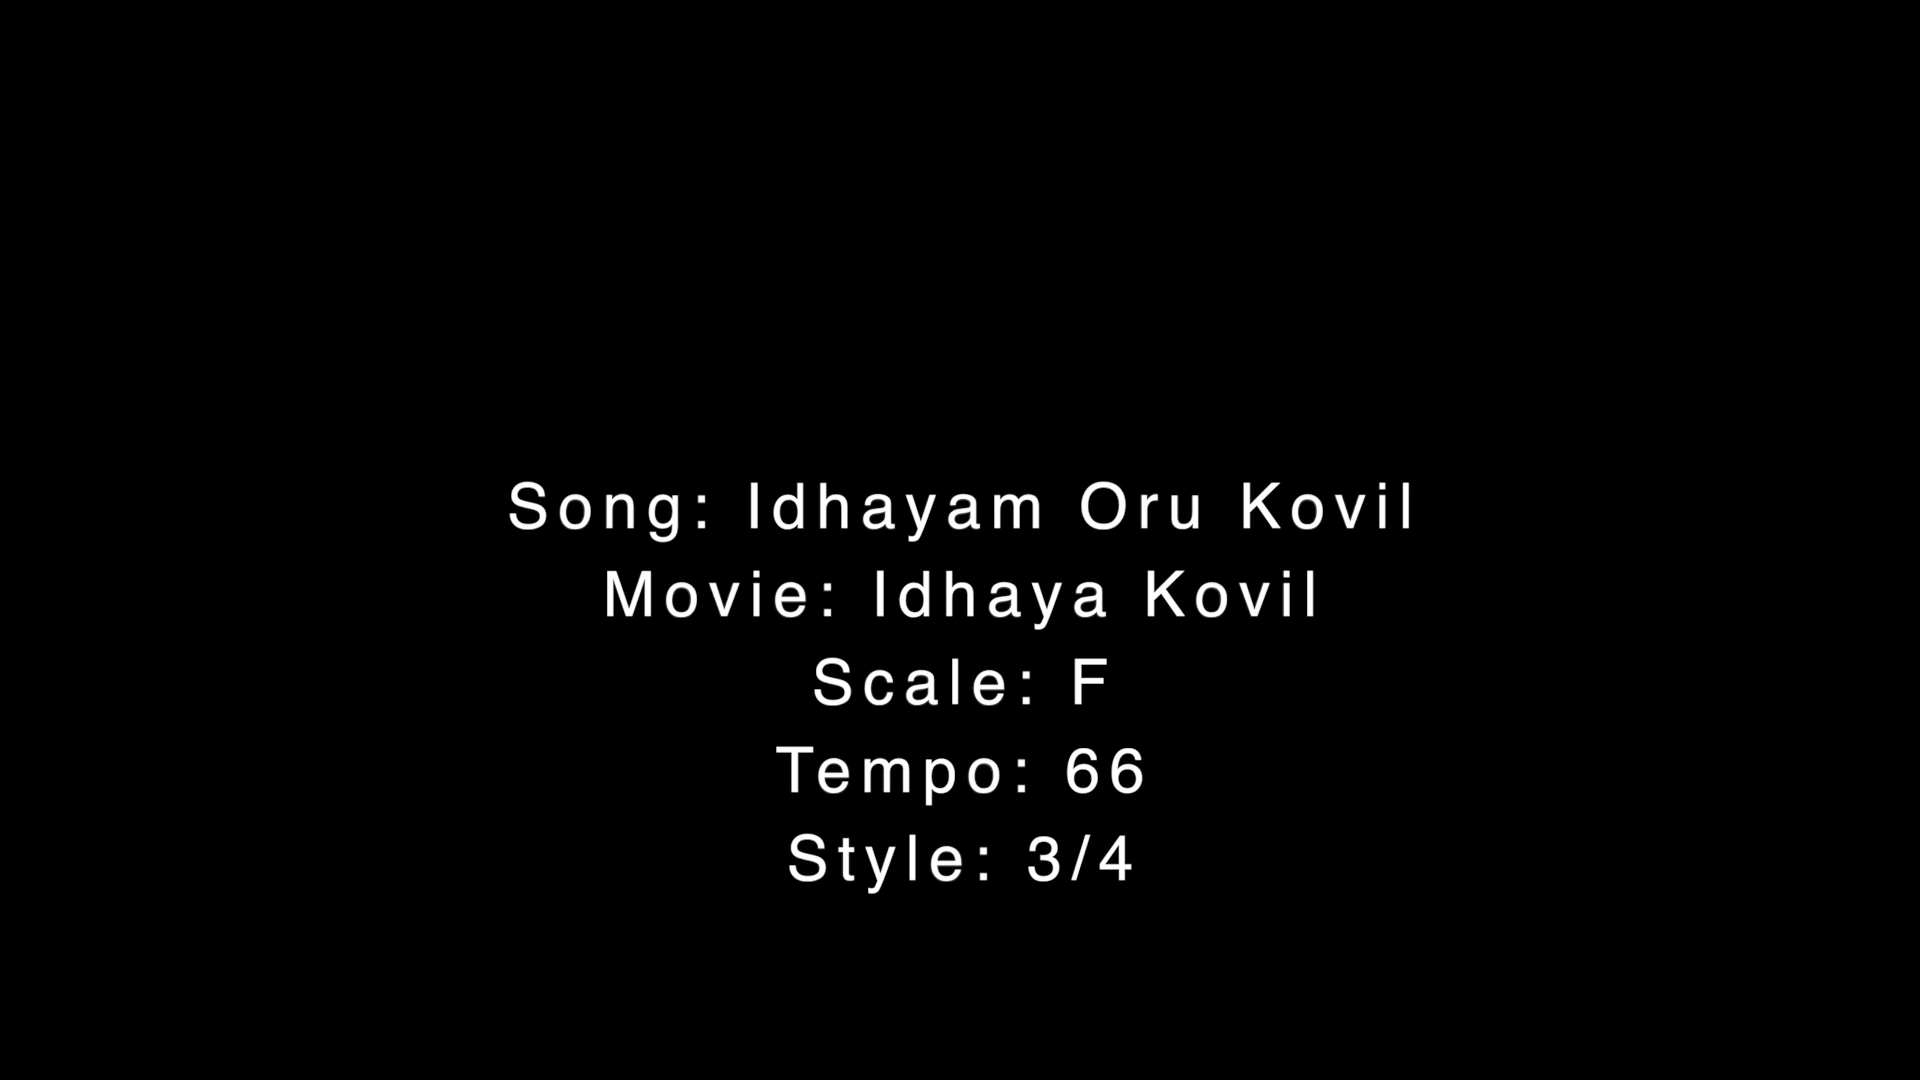 Song: Idhayam Oru Kovil
Movie: Idhaya Kovil
Scale: F
Tempo: 66
Style: 3/4